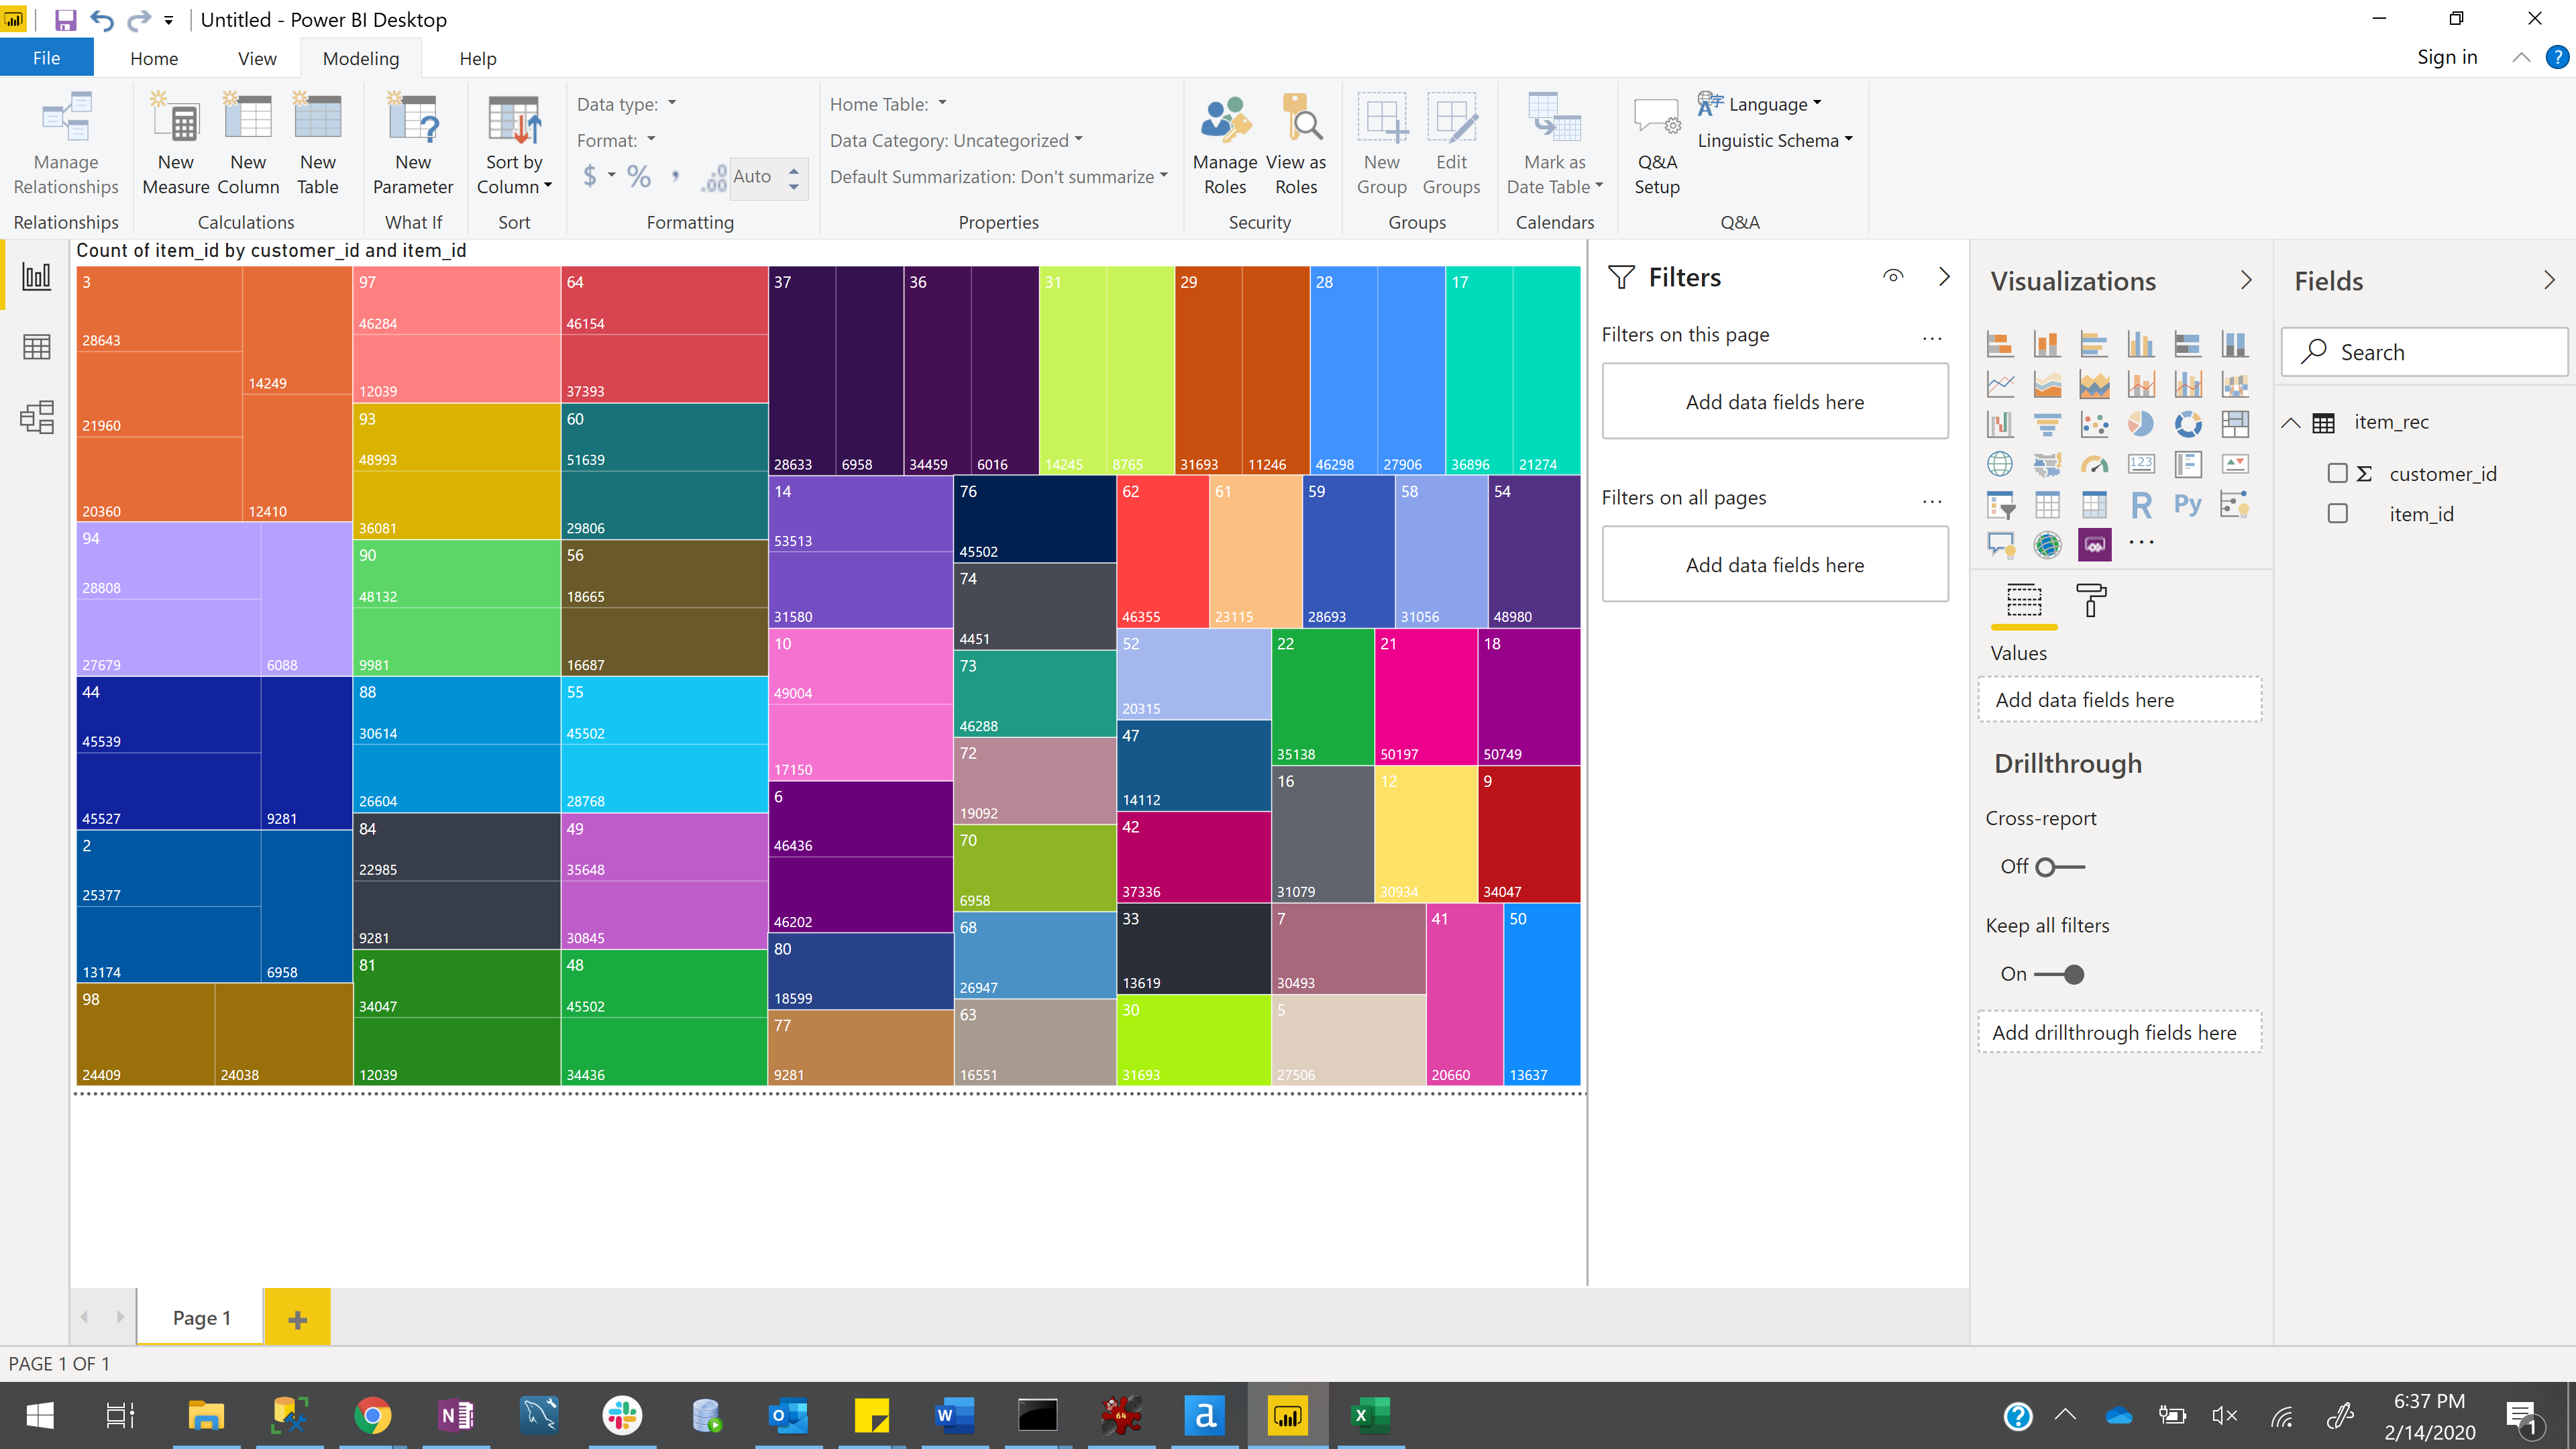 Untitled - Power BI Desktop
File
Home
View
Modeling
Help
Sign in
?
Manage
Relationships
Relationships
New
Measure
New
Column
New
Table
Calculations
New
Parameter
What If
Sort by
Column
Sort
Data type:
Format:
$ % , .00 Auto
Formatting
Home Table:
Data Category: Uncategorized
Default Summarization: Don't summarize
Properties
Manage
Roles
View as
Roles
Security
New
Group
Edit
Groups
Groups
Mark as
Date Table
Calendars
Q&A
Setup
Language
Linguistic Schema
Q&A
Count of item_id by customer_id and item_id
3
28643
21960
20360
14249
12410
94
28808
27679
6088
44
45539
45527
9281
2
25377
13174
6958
98
24409
24038
97
46284
12039
93
48993
36081
90
48132
9981
88
30614
26604
84
22985
9281
81
34047
12039
64
46154
37393
60
51639
29806
56
18665
16687
55
45502
28768
49
35648
30845
48
45502
34436
37
28633
6958
36
34459
6016
31
14245
8765
29
31693
11246
28
46298
27906
17
36896
21274
14
53513
31580
10
49004
17150
6
46436
46202
80
18599
77
9281
76
45502
74
4451
73
46288
72
19092
70
6958
68
26947
63
16551
62
46355
61
23115
59
28693
58
31056
54
48980
52
20315
47
14112
42
37336
33
13619
30
31693
22
35138
21
50197
18
50749
16
31079
12
30934
9
34047
7
30493
5
27506
41
20660
50
13637
Filters
Filters on this page
...
Add data fields here
Filters on all pages
...
Add data fields here
Visualizations
123
R
Py
...
Values
Add data fields here
Drillthrough
Cross-report
Off
Keep all filters
On
Add drillthrough fields here
Fields
Search
item_rec
Σ customer_id
item_id
Page 1
+
PAGE 1 OF 1
N
O
W
64
a
X
?
6:37 PM
2/14/2020
1